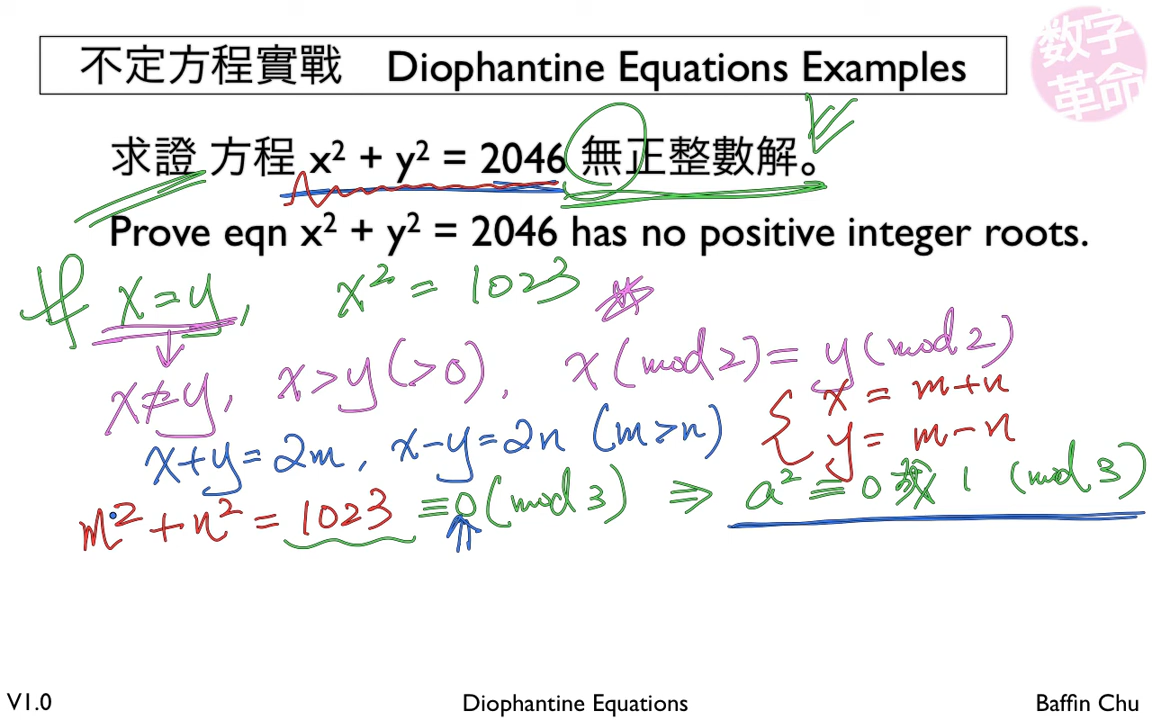 数字
革命
不定方程實戰 Diophantine Equations Examples
求證 方程 x² + y² = 2046 無正整數解。
Prove eqn x² + y² = 2046 has no positive integer roots.
If x=y, x² = 1023
x≠y, x>y(>0), x(mod 2)= y(mod 2)
x+y=2m, x-y=2n (m>n) { x = m+n
y = m-n
m²+n² = 1023 ≡0(mod 3) ⇒ a² ≡ 0 或 1 (mod 3)
V1.0 Diophantine Equations Baffin Chu